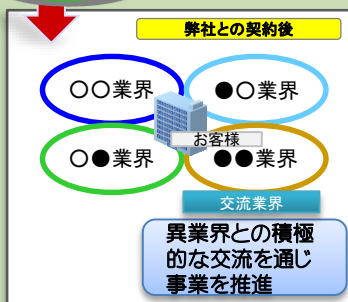 弊社との契約後
○○業界
●○業界
お客様
○●業界
●●業界
交流業界
異業界との積極
的な交流を通じ
事業を推進